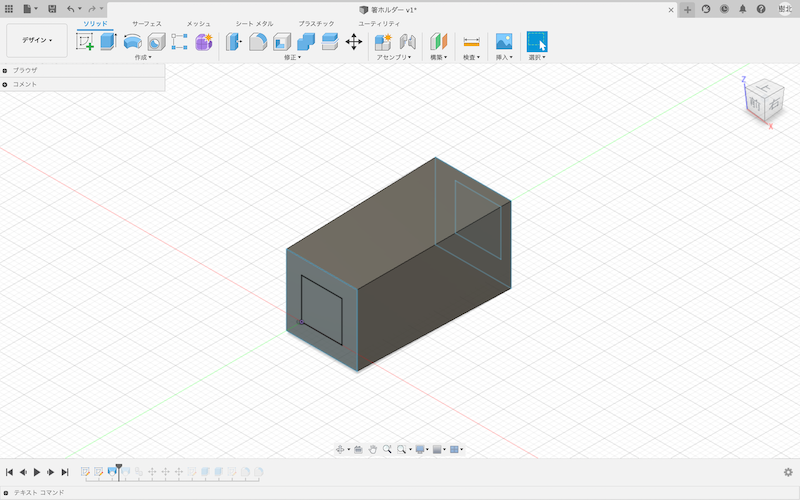 箸ホルダー v1*
樹北
デザイン
ソリッド
サーフェス
メッシュ
シート メタル
プラスチック
ユーティリティ
作成
修正
アセンブリ
構築
検査
挿入
選択
ブラウザ
コメント
Z
上
前
右
X
テキスト コマンド